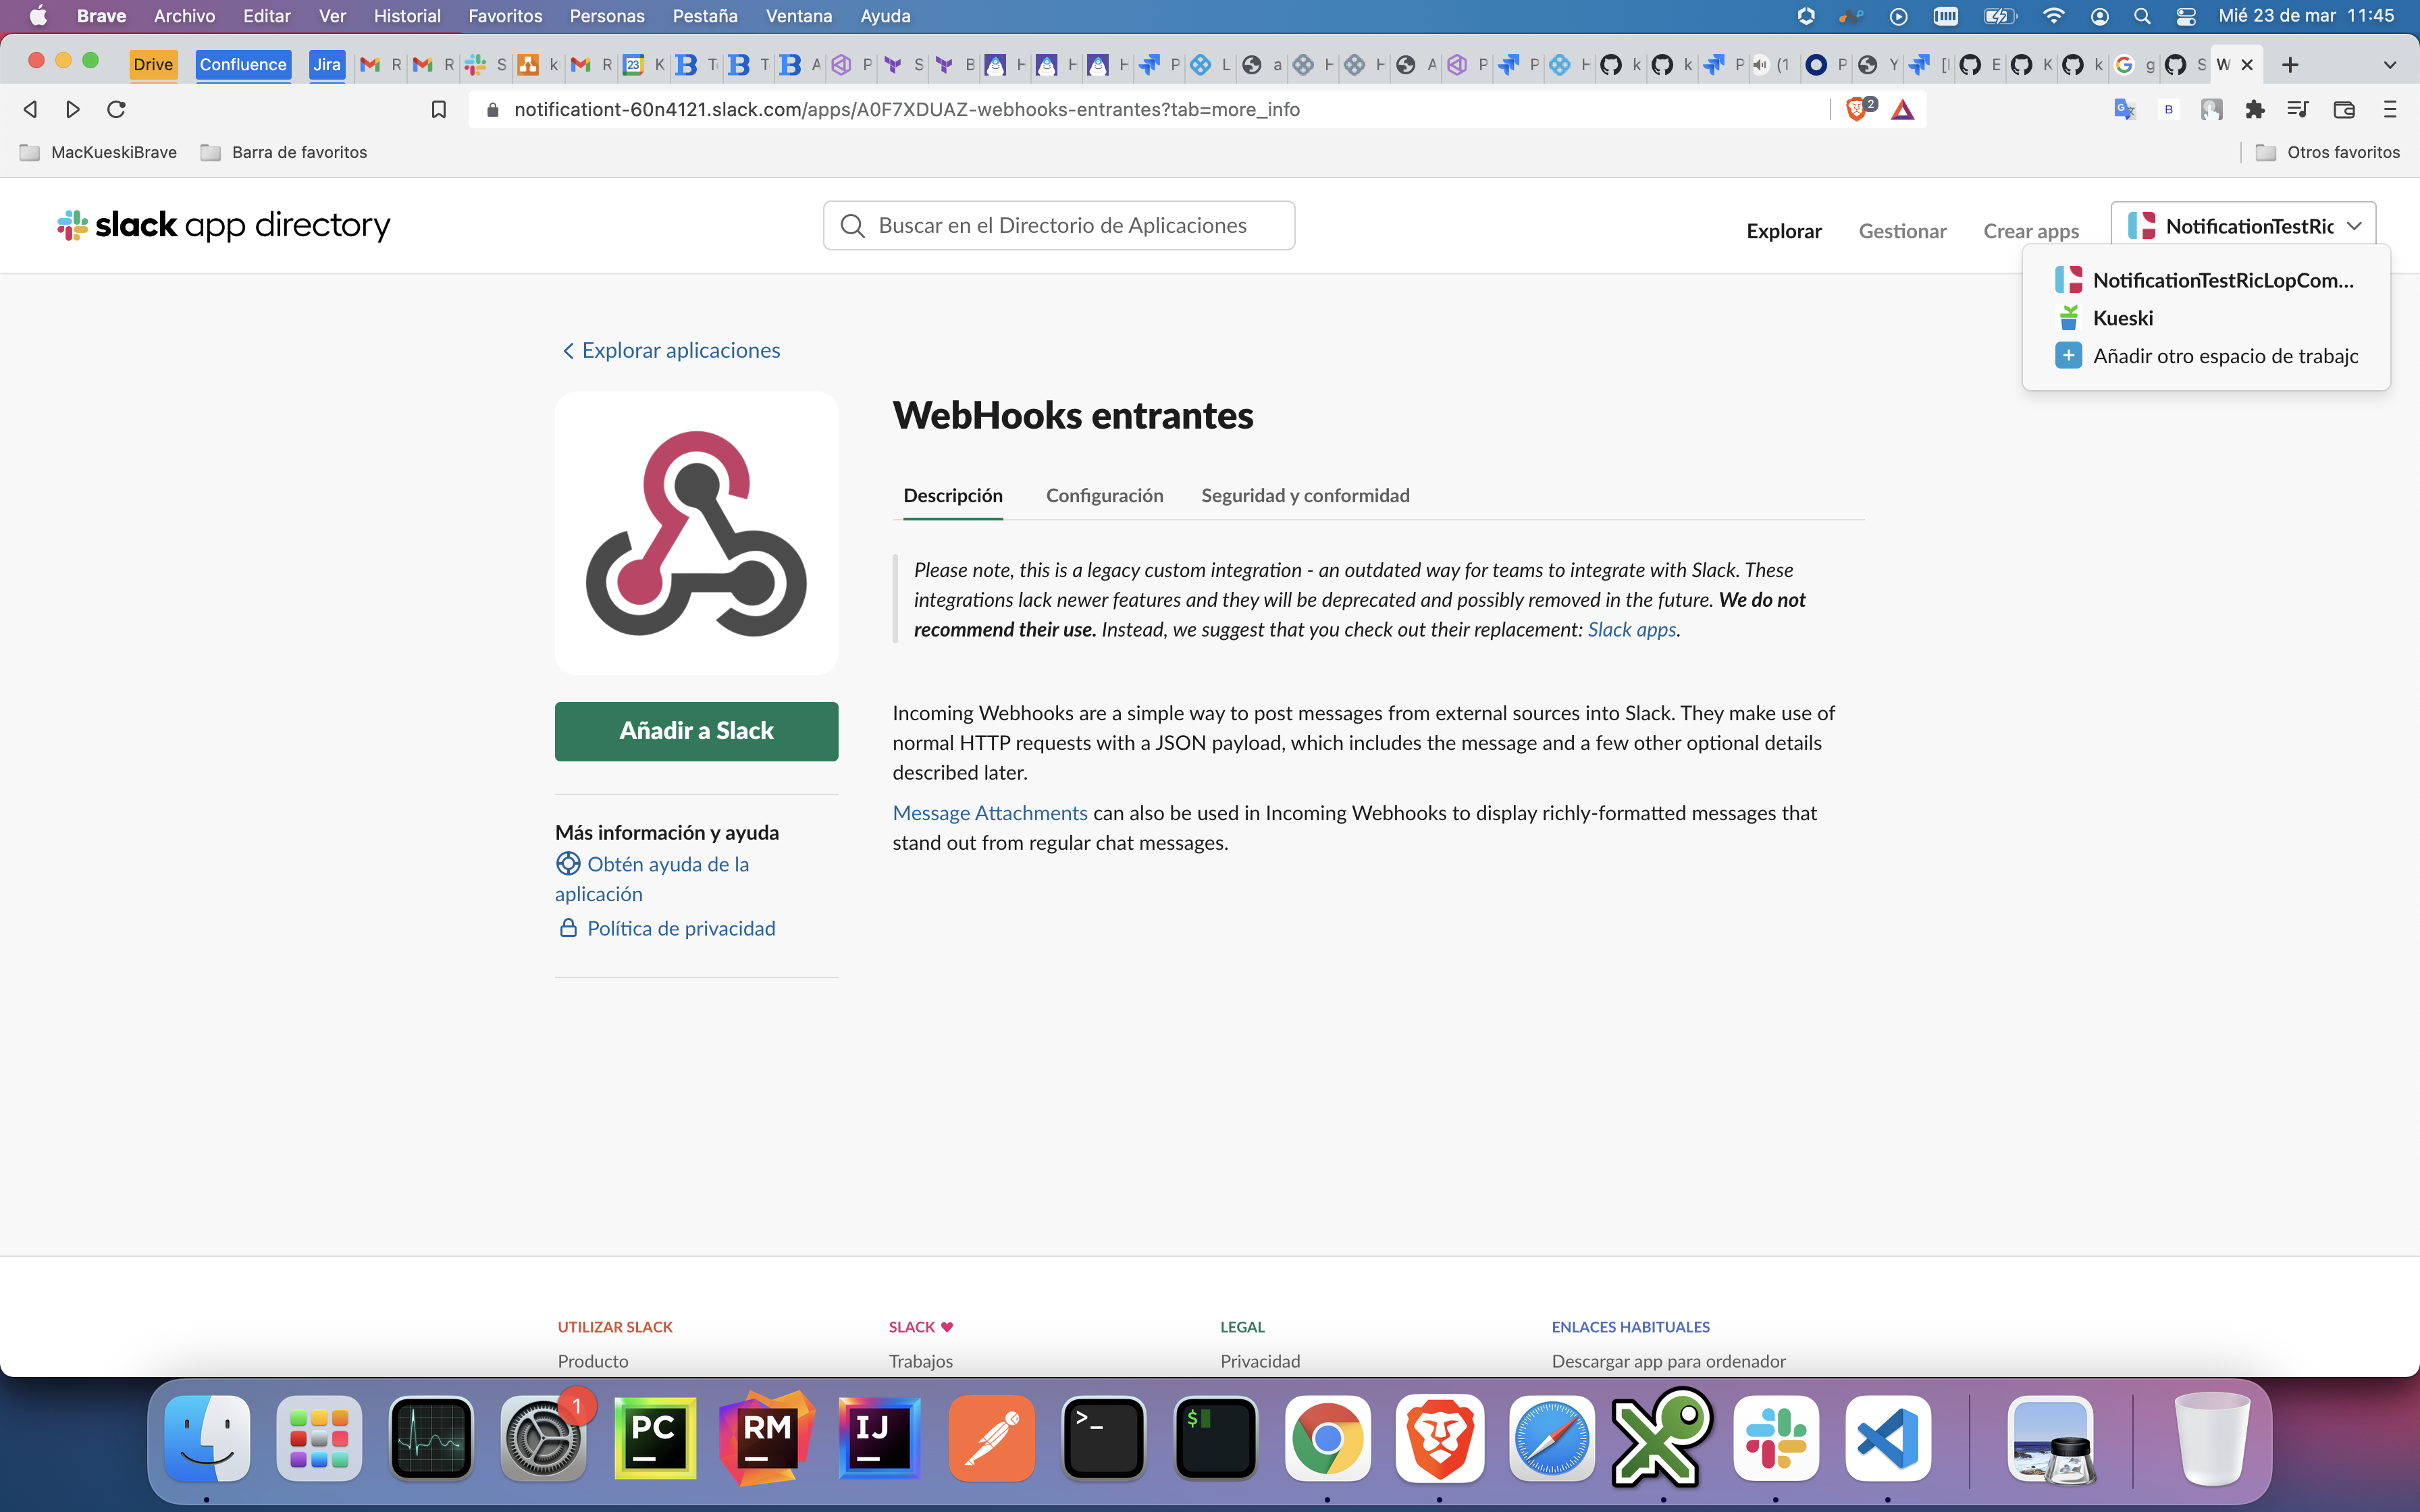 Brave Archivo Editar Ver Historial Favoritos Personas Pestaña Ventana Ayuda Mié 23 de mar 11:45
Drive Confluence Jira R R S k R 23 K T T A P S B H H H P L a H H A P P H k k P (1 P Y [I E K k g S W
notificationt-60n4121.slack.com/apps/A0F7XDUAZ-webhooks-entrantes?tab=more_info 2
MacKueskiBrave Barra de favoritos Otros favoritos
slack app directory
Buscar en el Directorio de Aplicaciones
Explorar Gestionar Crear apps NotificationTestRic
NotificationTestRicLopCom...
Kueski
Añadir otro espacio de trabajo
Explorar aplicaciones
WebHooks entrantes
Descripción Configuración Seguridad y conformidad
Please note, this is a legacy custom integration - an outdated way for teams to integrate with Slack. These
integrations lack newer features and they will be deprecated and possibly removed in the future. We do not
recommend their use. Instead, we suggest that you check out their replacement: Slack apps.
Añadir a Slack
Incoming Webhooks are a simple way to post messages from external sources into Slack. They make use of
normal HTTP requests with a JSON payload, which includes the message and a few other optional details
described later.
Message Attachments can also be used in Incoming Webhooks to display richly-formatted messages that
stand out from regular chat messages.
Más información y ayuda
Obtén ayuda de la
aplicación
Política de privacidad
UTILIZAR SLACK SLACK LEGAL ENLACES HABITUALES
Producto Trabajos Privacidad Descargar app para ordenador
1
PC RM IJ >_ $